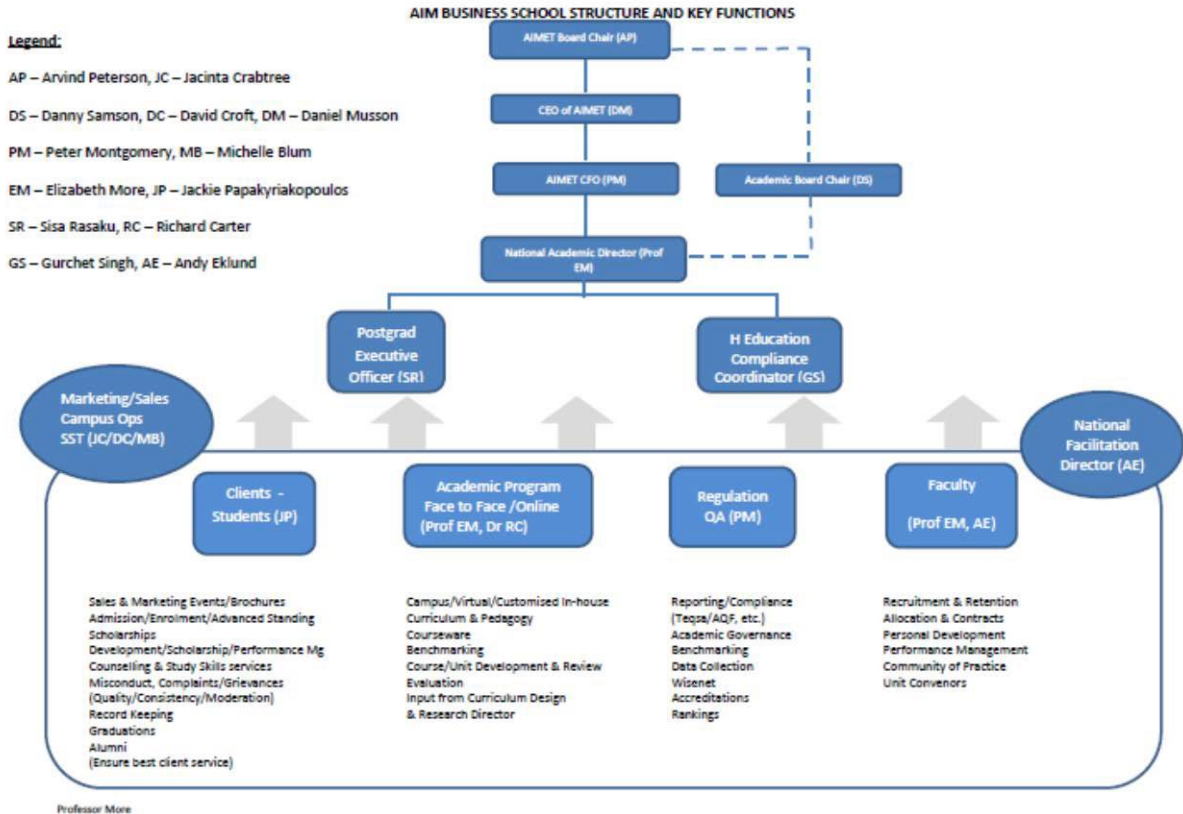 AIM BUSINESS SCHOOL STRUCTURE AND KEY FUNCTIONS
Legend:
AP – Arvind Peterson, JC – Jacinta Crabtree
DS – Danny Samson, DC – David Croft, DM – Daniel Musson
PM – Peter Montgomery, MB – Michelle Blum
EM – Elizabeth More, JP – Jackie Papakyriakopoulos
SR – Sisa Rasaku, RC – Richard Carter
GS – Gurchet Singh, AE – Andy Eklund
AIMET Board Chair (AP)
CEO of AIMET (DM)
AIMET CFO (PM)
Academic Board Chair (DS)
National Academic Director (Prof
EM)
Postgrad
Executive
Officer (SR)
H Education
Compliance
Coordinator (GS)
Marketing/Sales
Campus Ops
SST (JC/DC/MB)
National
Facilitation
Director (AE)
Clients -
Students (JP)
Academic Program
Face to Face /Online
(Prof EM, Dr RC)
Regulation
QA (PM)
Faculty
(Prof EM, AE)
Sales & Marketing Events/Brochures
Admission/Enrolment/Advanced Standing
Scholarships
Development/Scholarship/Performance Mg
Counselling & Study Skills services
Misconduct, Complaints/Grievances
(Quality/Consistency/Moderation)
Record Keeping
Graduations
Alumni
(Ensure best client service)
Campus/Virtual/Customised In-house
Curriculum & Pedagogy
Courseware
Benchmarking
Course/Unit Development & Review
Evaluation
Input from Curriculum Design
& Research Director
Reporting/Compliance
(Teqsa/AQF, etc.)
Academic Governance
Benchmarking
Data Collection
Wisenet
Accreditations
Rankings
Recruitment & Retention
Allocation & Contracts
Personal Development
Performance Management
Community of Practice
Unit Convenors
Professor More